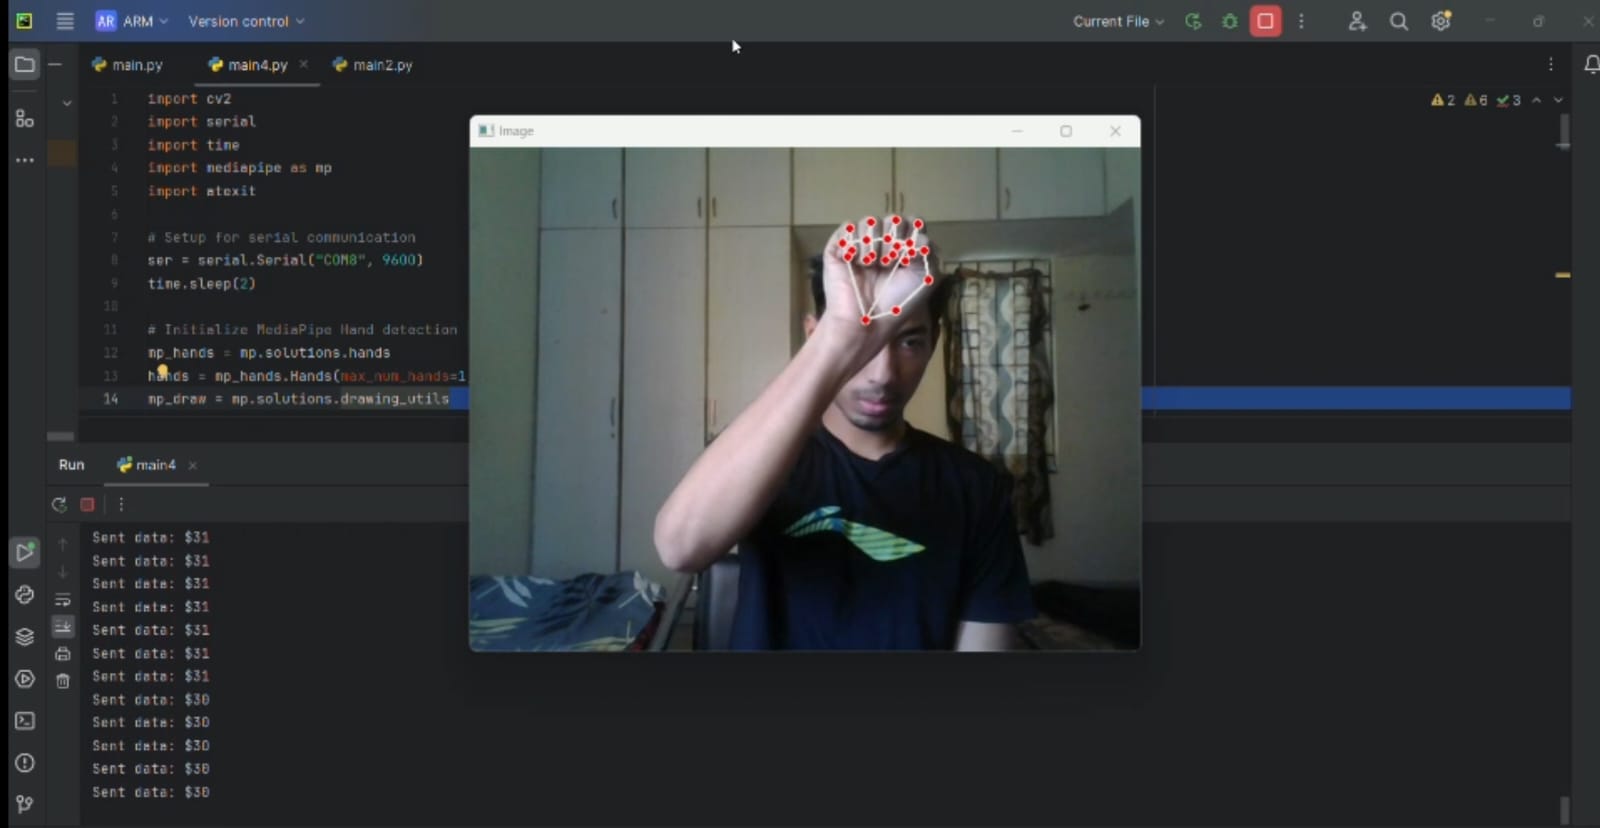 AR ARM Version control Current File
main.py main4.py main2.py
2 6 3
1 import cv2
2 import serial
3 import time
4 import mediapipe as mp
5 import atexit
6
7 # Setup for serial communication
8 ser = serial.Serial("COM8", 9600)
9 time.sleep(2)
10
11 # Initialize MediaPipe Hand detection
12 mp_hands = mp.solutions.hands
13 hands = mp_hands.Hands(max_num_hands=1
14 mp_draw = mp.solutions.drawing_utils
Image
Run main4
Sent data: $31
Sent data: $31
Sent data: $31
Sent data: $31
Sent data: $31
Sent data: $31
Sent data: $31
Sent data: $30
Sent data: $30
Sent data: $30
Sent data: $30
Sent data: $30